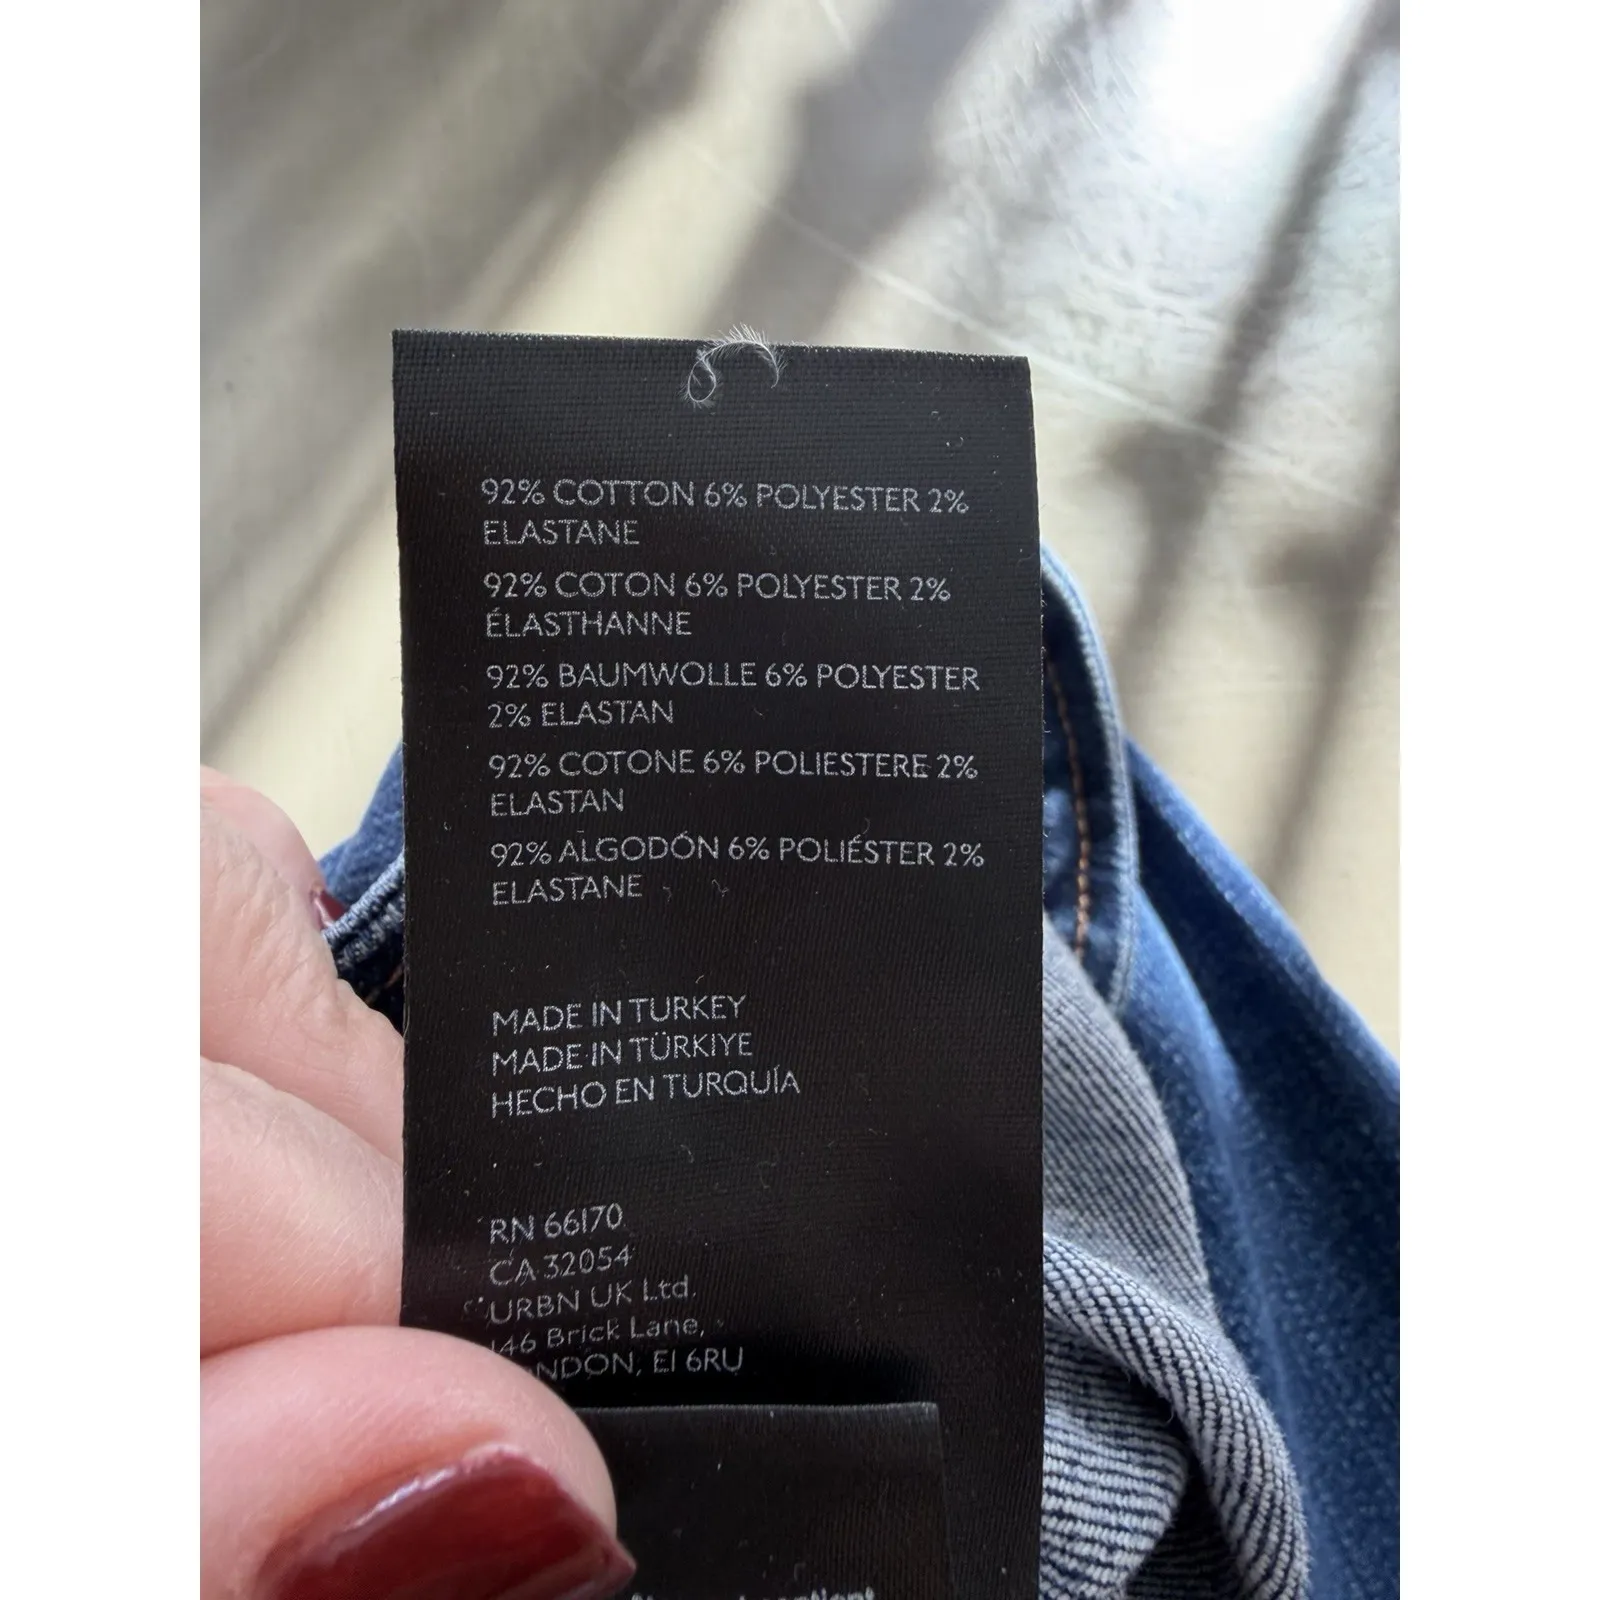 92% COTTON 6% POLYESTER 2%
ELASTANE
92% COTON 6% POLYESTER 2%
ÉLASTHANNE
92% BAUMWOLLE 6% POLYESTER
2% ELASTAN
92% COTONE 6% POLIESTERE 2%
ELASTAN
92% ALGODÓN 6% POLIÉSTER 2%
ELASTANE
MADE IN TURKEY
MADE IN TÜRKIYE
HECHO EN TURQUÍA
RN 66170
CA 32054
URBN UK Ltd.
146 Brick Lane,
NDON, E1 6RU